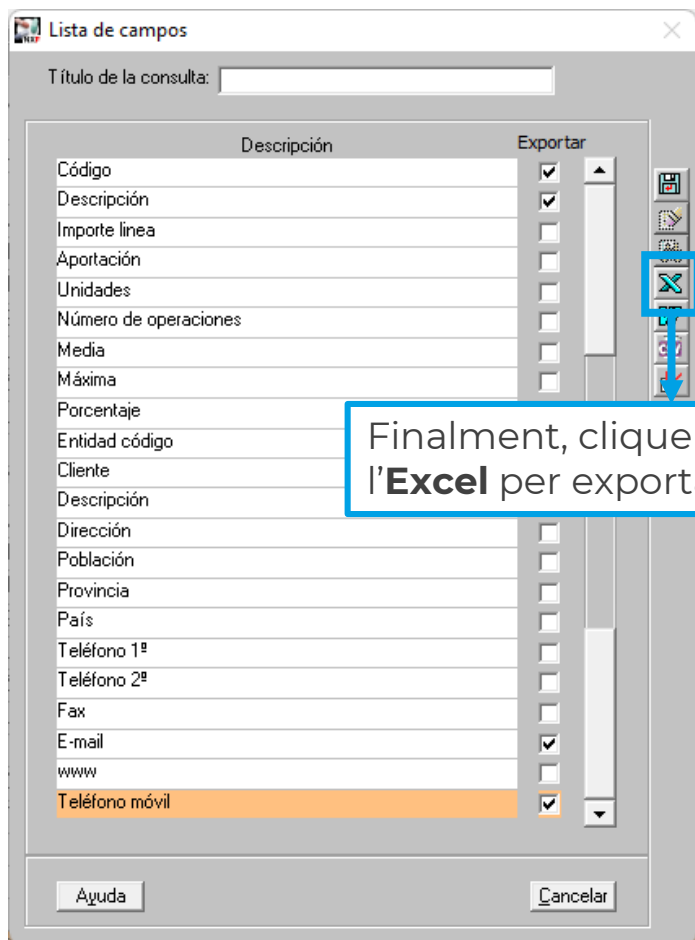 Lista de campos
Título de la consulta:
Descripción Exportar
Código
Descripción
Importe linea
Aportación
Unidades
Número de operaciones
Media
Máxima
Porcentaje
Entidad código
Cliente
Descripción
Finalment, clique
l’Excel per export
Dirección
Población
Provincia
País
Teléfono 1º
Teléfono 2º
Fax
E-mail
www
Teléfono móvil
Ayuda Cancelar